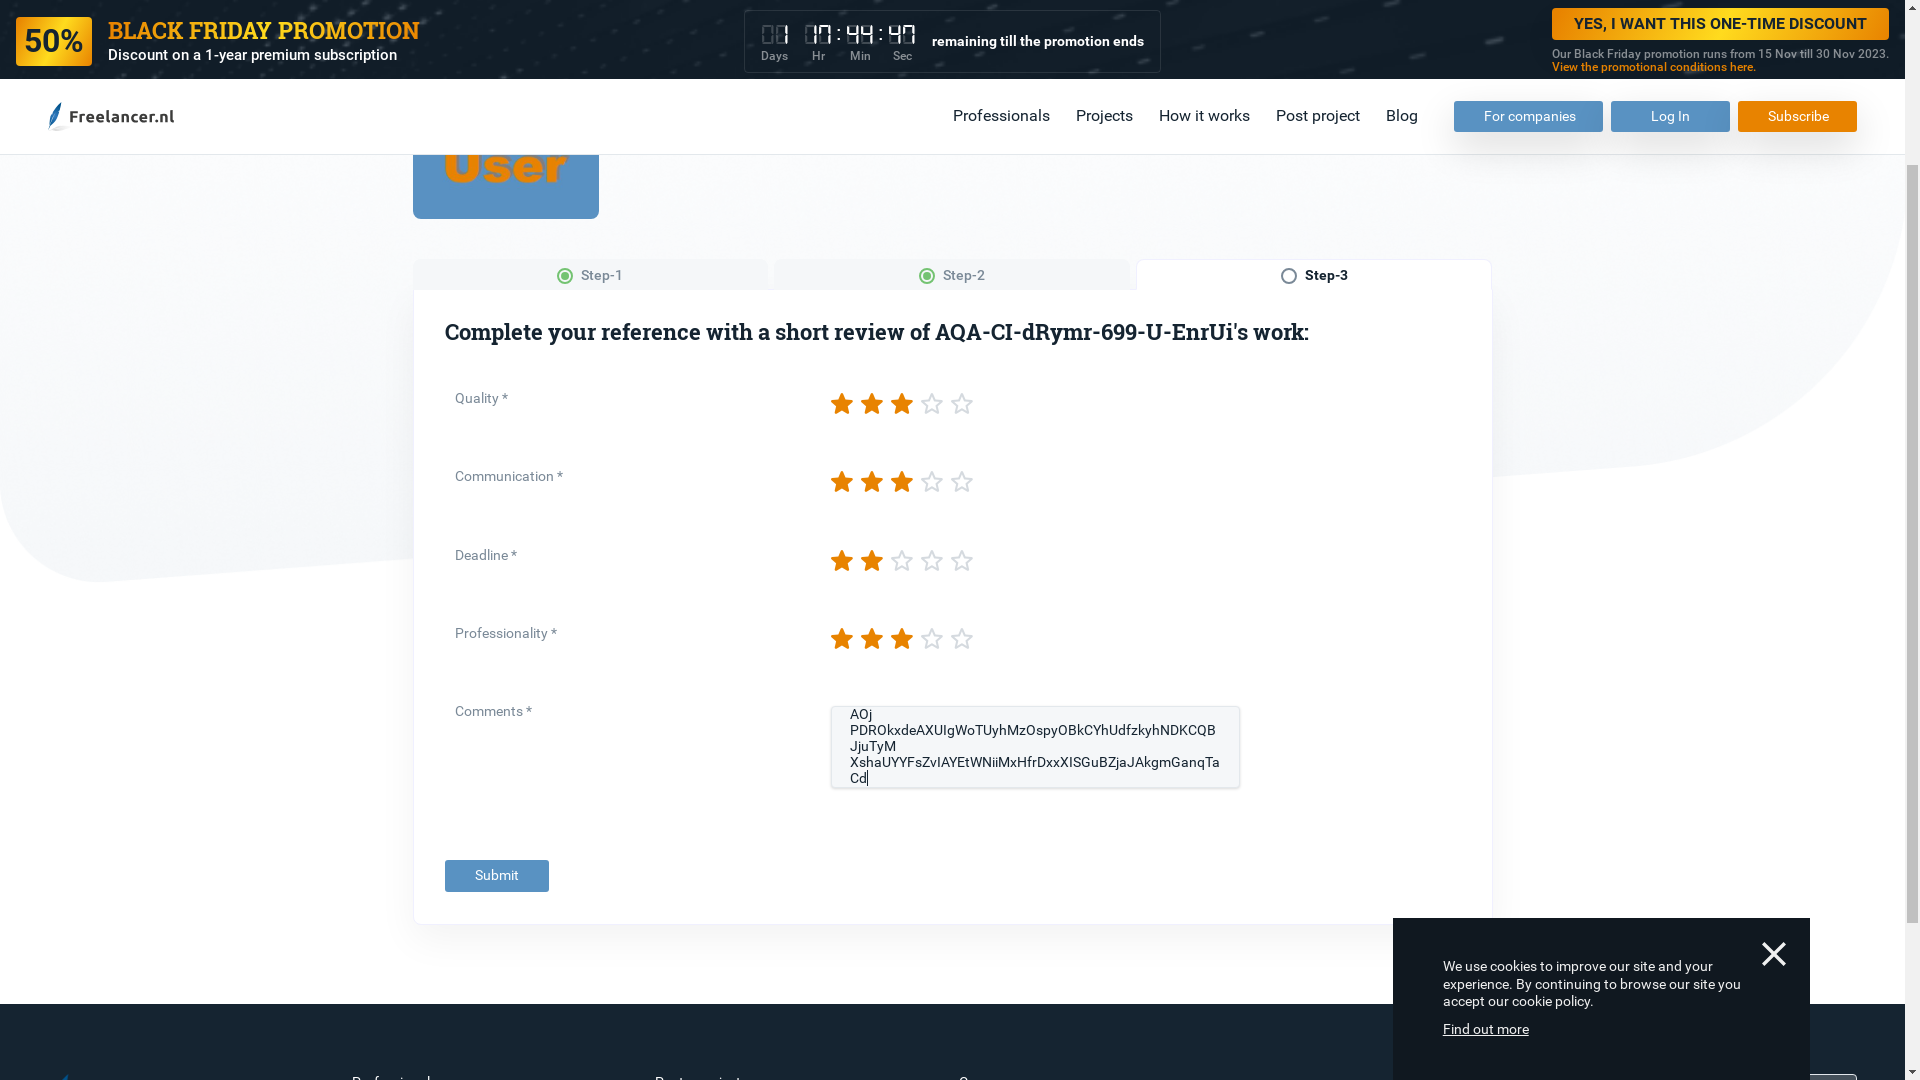 50%
BLACK FRIDAY PROMOTION
Discount on a 1-year premium subscription
1 17 : 44 : 47
Days Hr Min Sec
remaining till the promotion ends
YES, I WANT THIS ONE-TIME DISCOUNT
Our Black Friday promotion runs from 15 Nov till 30 Nov 2023.
View the promotional conditions here.
Freelancer.nl
Professionals Projects How it works Post project Blog For companies Log In Subscribe
User
Step-1 Step-2 Step-3
Complete your reference with a short review of AQA-CI-dRymr-699-U-EnrUi's work:
Quality *
Communication *
Deadline *
Professionality *
Comments *
AOj
PDROkxdeAXUIgWoTUyhMzOspyOBkCYhUdfzkyhNDKCQB
JjuTyM
XshaUYYFsZvIAYEtWNiiMxHfrDxxXISGuBZjaJAkgmGanqTa
Cd
Submit
We use cookies to improve our site and your
experience. By continuing to browse our site you
accept our cookie policy.
Find out more